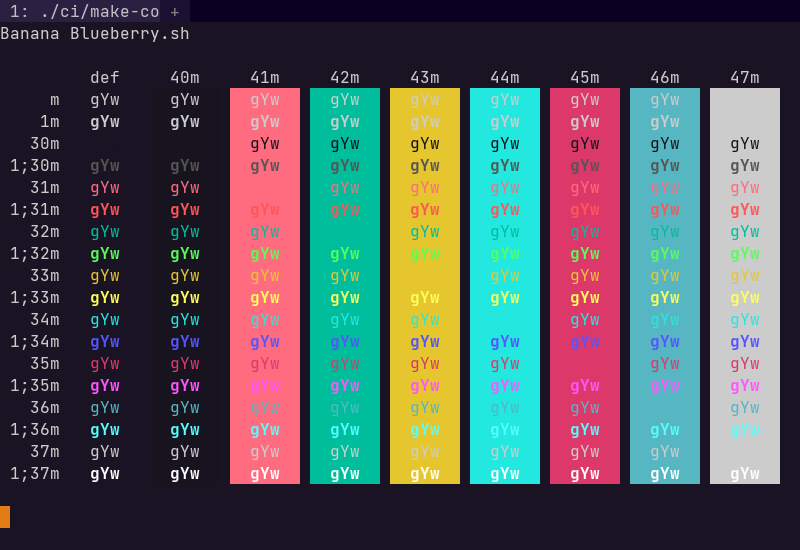 1: ./ci/make-co +
Banana Blueberry.sh
def 40m 41m 42m 43m 44m 45m 46m 47m
m gYw gYw gYw gYw gYw gYw gYw gYw
1m gYw gYw gYw gYw gYw gYw gYw gYw
30m gYw gYw gYw gYw gYw gYw gYw
1;30m gYw gYw gYw gYw gYw gYw gYw gYw gYw
31m gYw gYw gYw gYw gYw gYw gYw gYw
1;31m gYw gYw gYw gYw gYw gYw gYw gYw gYw
32m gYw gYw gYw gYw gYw gYw gYw gYw
1;32m gYw gYw gYw gYw gYw gYw gYw gYw gYw
33m gYw gYw gYw gYw gYw gYw gYw gYw
1;33m gYw gYw gYw gYw gYw gYw gYw gYw gYw
34m gYw gYw gYw gYw gYw gYw gYw gYw
1;34m gYw gYw gYw gYw gYw gYw gYw gYw gYw
35m gYw gYw gYw gYw gYw gYw gYw gYw
1;35m gYw gYw gYw gYw gYw gYw gYw gYw gYw
36m gYw gYw gYw gYw gYw gYw gYw gYw
1;36m gYw gYw gYw gYw gYw gYw gYw gYw gYw
37m gYw gYw gYw gYw gYw gYw gYw gYw
1;37m gYw gYw gYw gYw gYw gYw gYw gYw gYw